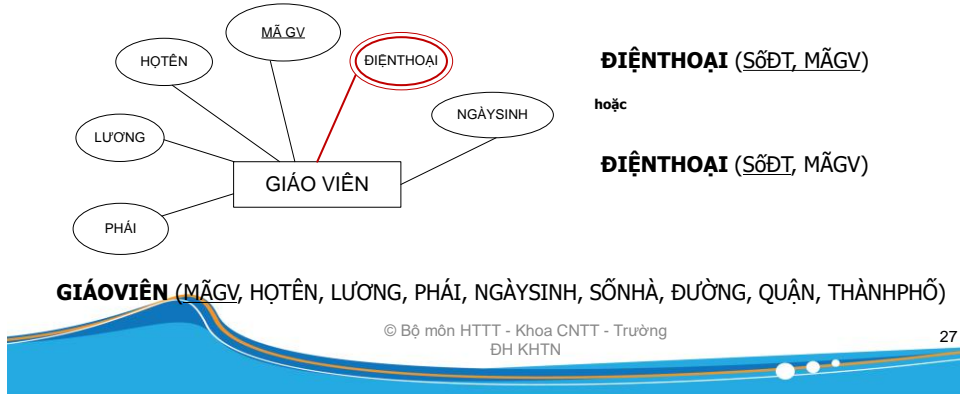 MÃ GV
HỌTÊN
ĐIỆNTHOẠI
NGÀYSINH
LƯƠNG
GIÁO VIÊN
PHÁI
ĐIỆNTHOẠI (SốĐT, MÃGV)
hoặc
ĐIỆNTHOẠI (SốĐT, MÃGV)
GIÁOVIÊN (MÃGV, HỌTÊN, LƯƠNG, PHÁI, NGÀYSINH, SỐNHÀ, ĐƯỜNG, QUẬN, THÀNHPHỐ)
© Bộ môn HTTT - Khoa CNTT - Trường
ĐH KHTN
27